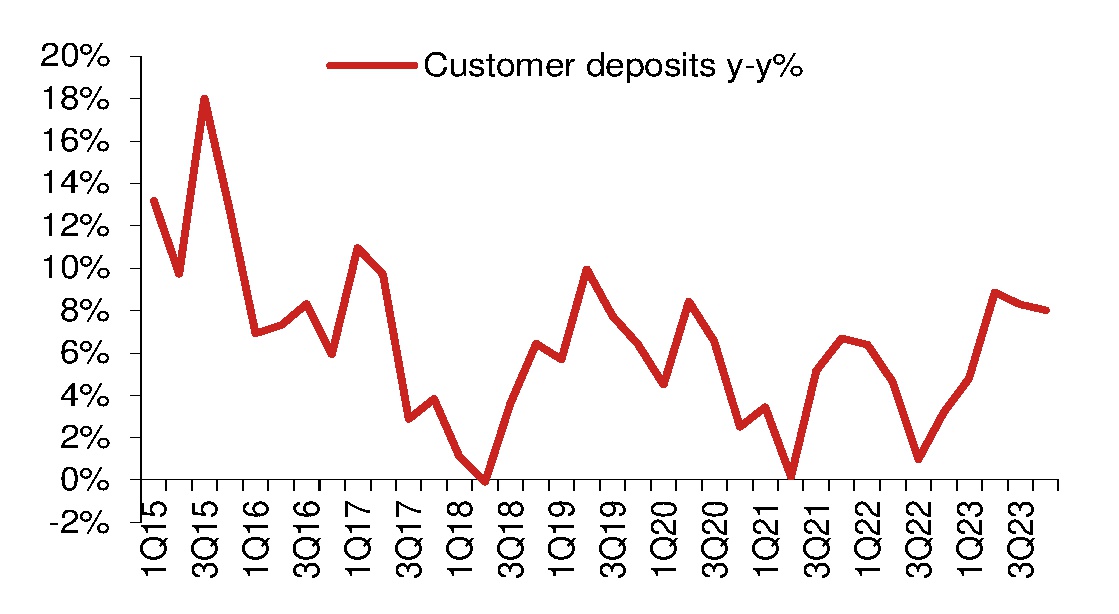 Customer deposits y-y%
20%
18%
16%
14%
12%
10%
8%
6%
4%
2%
0%
-2%
1Q15
3Q15
1Q16
3Q16
1Q17
3Q17
1Q18
3Q18
1Q19
3Q19
1Q20
3Q20
1Q21
3Q21
1Q22
3Q22
1Q23
3Q23